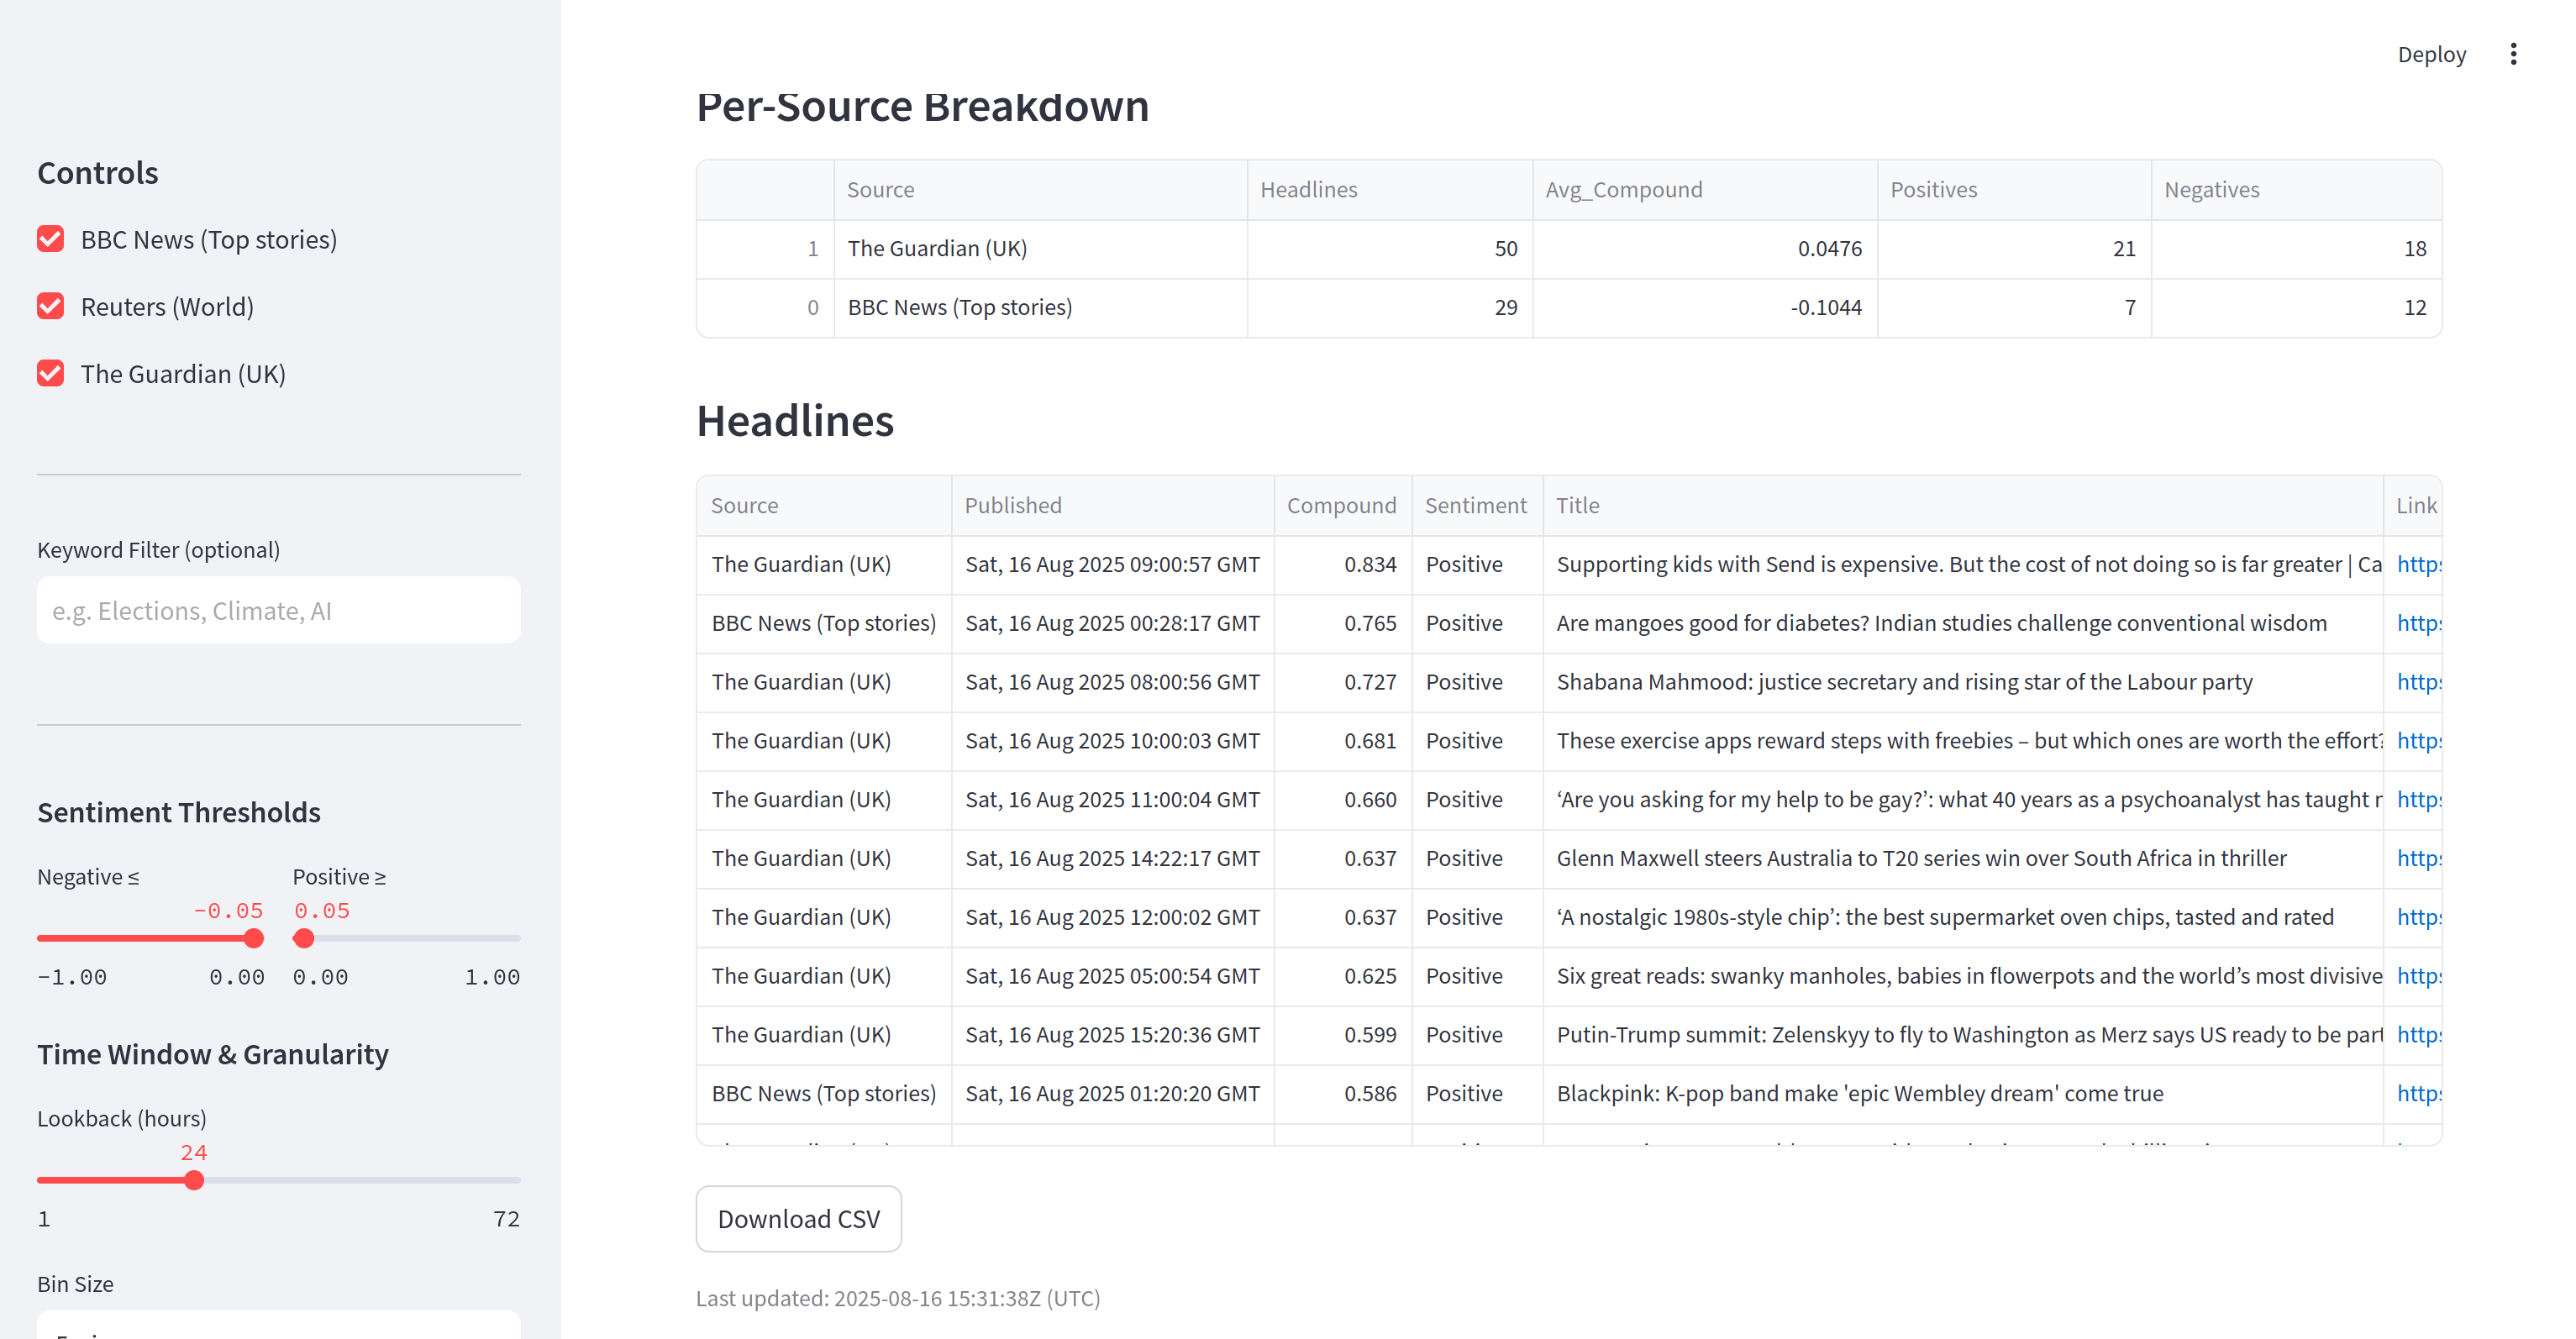 Deploy
Controls
BBC News (Top stories)
Reuters (World)
The Guardian (UK)
Keyword Filter (optional)
e.g. Elections, Climate, AI
Sentiment Thresholds
Negative ≤ Positive ≥
−0.05 0.05
−1.00 0.00 0.00 1.00
Time Window & Granularity
Lookback (hours)
24
1 72
Bin Size
Per-Source Breakdown
Source Headlines Avg_Compound Positives Negatives
1 The Guardian (UK) 50 0.0476 21 18
0 BBC News (Top stories) 29 -0.1044 7 12
Headlines
Source Published Compound Sentiment Title Link
The Guardian (UK) Sat, 16 Aug 2025 09:00:57 GMT 0.834 Positive Supporting kids with Send is expensive. But the cost of not doing so is far greater | Ca https
BBC News (Top stories) Sat, 16 Aug 2025 00:28:17 GMT 0.765 Positive Are mangoes good for diabetes? Indian studies challenge conventional wisdom https
The Guardian (UK) Sat, 16 Aug 2025 08:00:56 GMT 0.727 Positive Shabana Mahmood: justice secretary and rising star of the Labour party https
The Guardian (UK) Sat, 16 Aug 2025 10:00:03 GMT 0.681 Positive These exercise apps reward steps with freebies – but which ones are worth the effort? https
The Guardian (UK) Sat, 16 Aug 2025 11:00:04 GMT 0.660 Positive ‘Are you asking for my help to be gay?’: what 40 years as a psychoanalyst has taught https
The Guardian (UK) Sat, 16 Aug 2025 14:22:17 GMT 0.637 Positive Glenn Maxwell steers Australia to T20 series win over South Africa in thriller https
The Guardian (UK) Sat, 16 Aug 2025 12:00:02 GMT 0.637 Positive ‘A nostalgic 1980s-style chip’: the best supermarket oven chips, tasted and rated https
The Guardian (UK) Sat, 16 Aug 2025 05:00:54 GMT 0.625 Positive Six great reads: swanky manholes, babies in flowerpots and the world’s most divisive https
The Guardian (UK) Sat, 16 Aug 2025 15:20:36 GMT 0.599 Positive Putin-Trump summit: Zelenskyy to fly to Washington as Merz says US ready to be part https
BBC News (Top stories) Sat, 16 Aug 2025 01:20:20 GMT 0.586 Positive Blackpink: K-pop band make 'epic Wembley dream' come true https
Download CSV
Last updated: 2025-08-16 15:31:38Z (UTC)